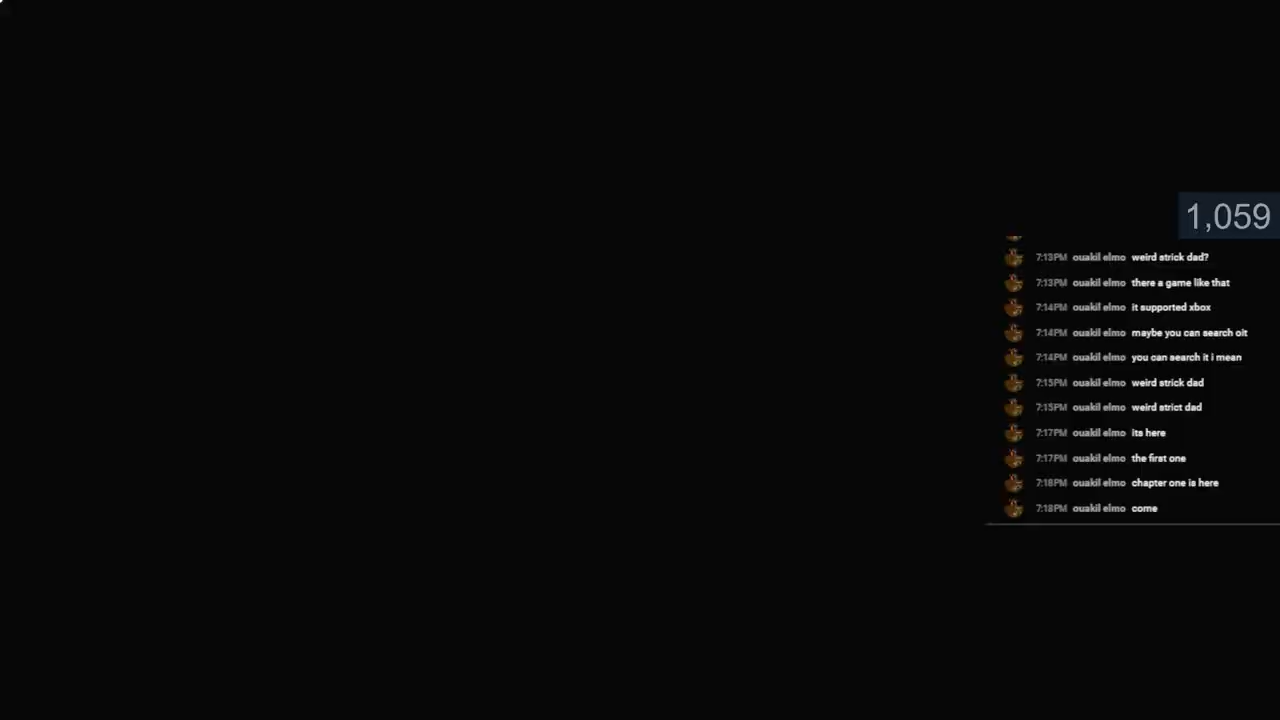 1,059
7:13PM ouakil elmo weird strick dad?
7:13PM ouakil elmo there a game like that
7:14PM ouakil elmo it supported xbox
7:14PM ouakil elmo maybe you can search oit
7:14PM ouakil elmo you can search it i mean
7:15PM ouakil elmo weird strick dad
7:15PM ouakil elmo weird strict dad
7:17PM ouakil elmo its here
7:17PM ouakil elmo the first one
7:18PM ouakil elmo chapter one is here
7:18PM ouakil elmo come